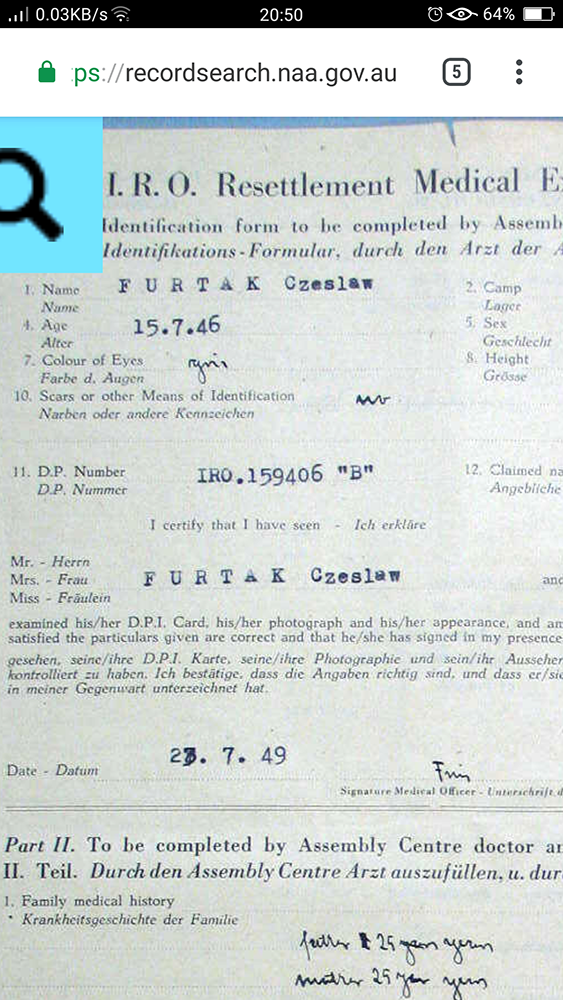 0.03KB/s 20:50 64%
ps://recordsearch.naa.gov.au 5
I. R. O. Resettlement Medical E
Identification form to be completed by Assemb
Identifikations-Formular, durch den Arzt der A
1. Name FURTAK Czeslaw 2. Camp
Name Lager
4. Age 15.7.46 5. Sex
Alter Geschlecht
7. Colour of Eyes 8. Height
Farbe d. Augen Grösse
10. Scars or other Means of Identification
Narben oder andere Kennzeichen
11. D.P. Number IRO.159406 "B" 12. Claimed na
D.P. Nummer Angebliche
I certify that I have seen - Ich erkläre
Mr. - Herrn
Mrs. - Frau FURTAK Czeslaw and
Miss - Fräulein
examined his/her D.P.I. Card, his/her photograph and his/her appearance, and am
satisfied the particulars given are correct and that he/she has signed in my presence
gesehen, seine/ihre D.P.I. Karte, seine/ihre Photographie und sein/ihr Aussehen
kontrolliert zu haben. Ich bestätige, dass die Angaben richtig sind, und dass er/sie
in meiner Gegenwart unterzeichnet hat.
Date - Datum 7. 49
Signature Medical Officer - Unterschrift d
Part II. To be completed by Assembly Centre doctor an
II. Teil. Durch den Assembly Centre Arzt auszufüllen, u. dur
1. Family medical history
Krankheitsgeschichte der Familie
father 25 years
mother 25